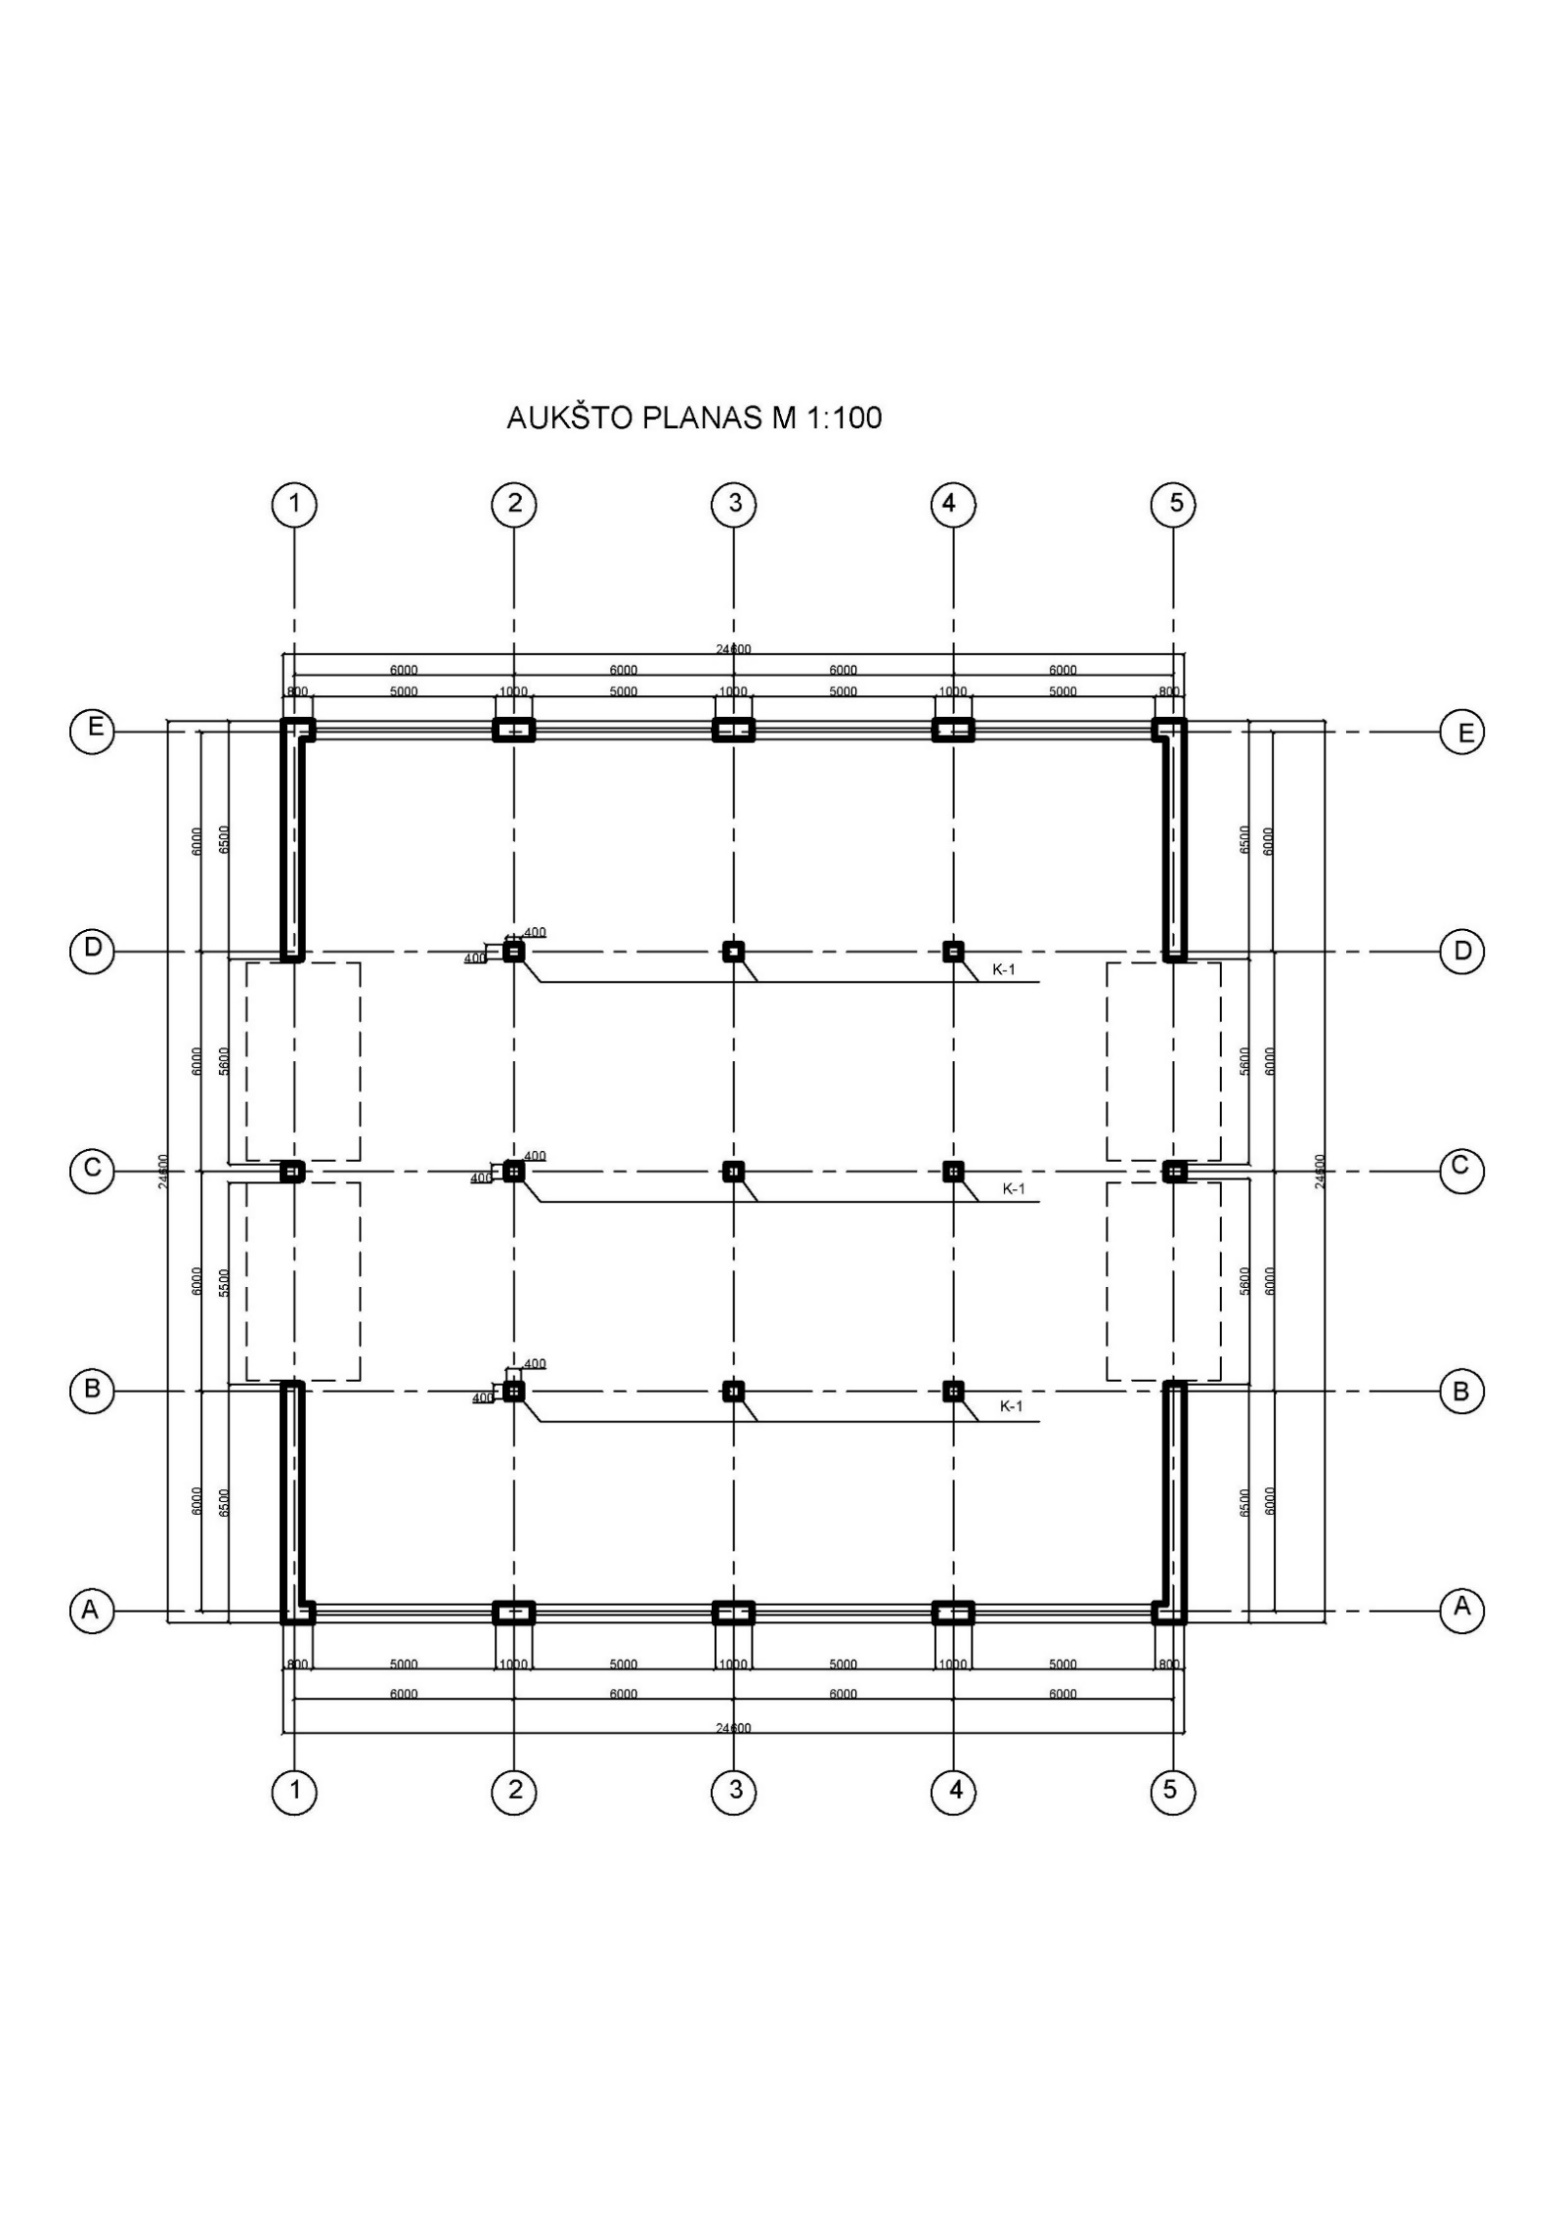 AUKŠTO PLANAS M 1:100
1 2 3 4 5
24600
6000 6000 6000 6000
800 5000 1000 5000 1000 5000 1000 5000 800
E E
6000 6500 6500 6000
D 400 D
400
K-1
6000 5600 5600 6000
C 24600 400 24600 C
400
K-1
6000 5500 5600 6000
400
B 400 B
K-1
6000 6500 6500 6000
A A
800 5000 1000 5000 1000 5000 1000 5000 800
6000 6000 6000 6000
24600
1 2 3 4 5